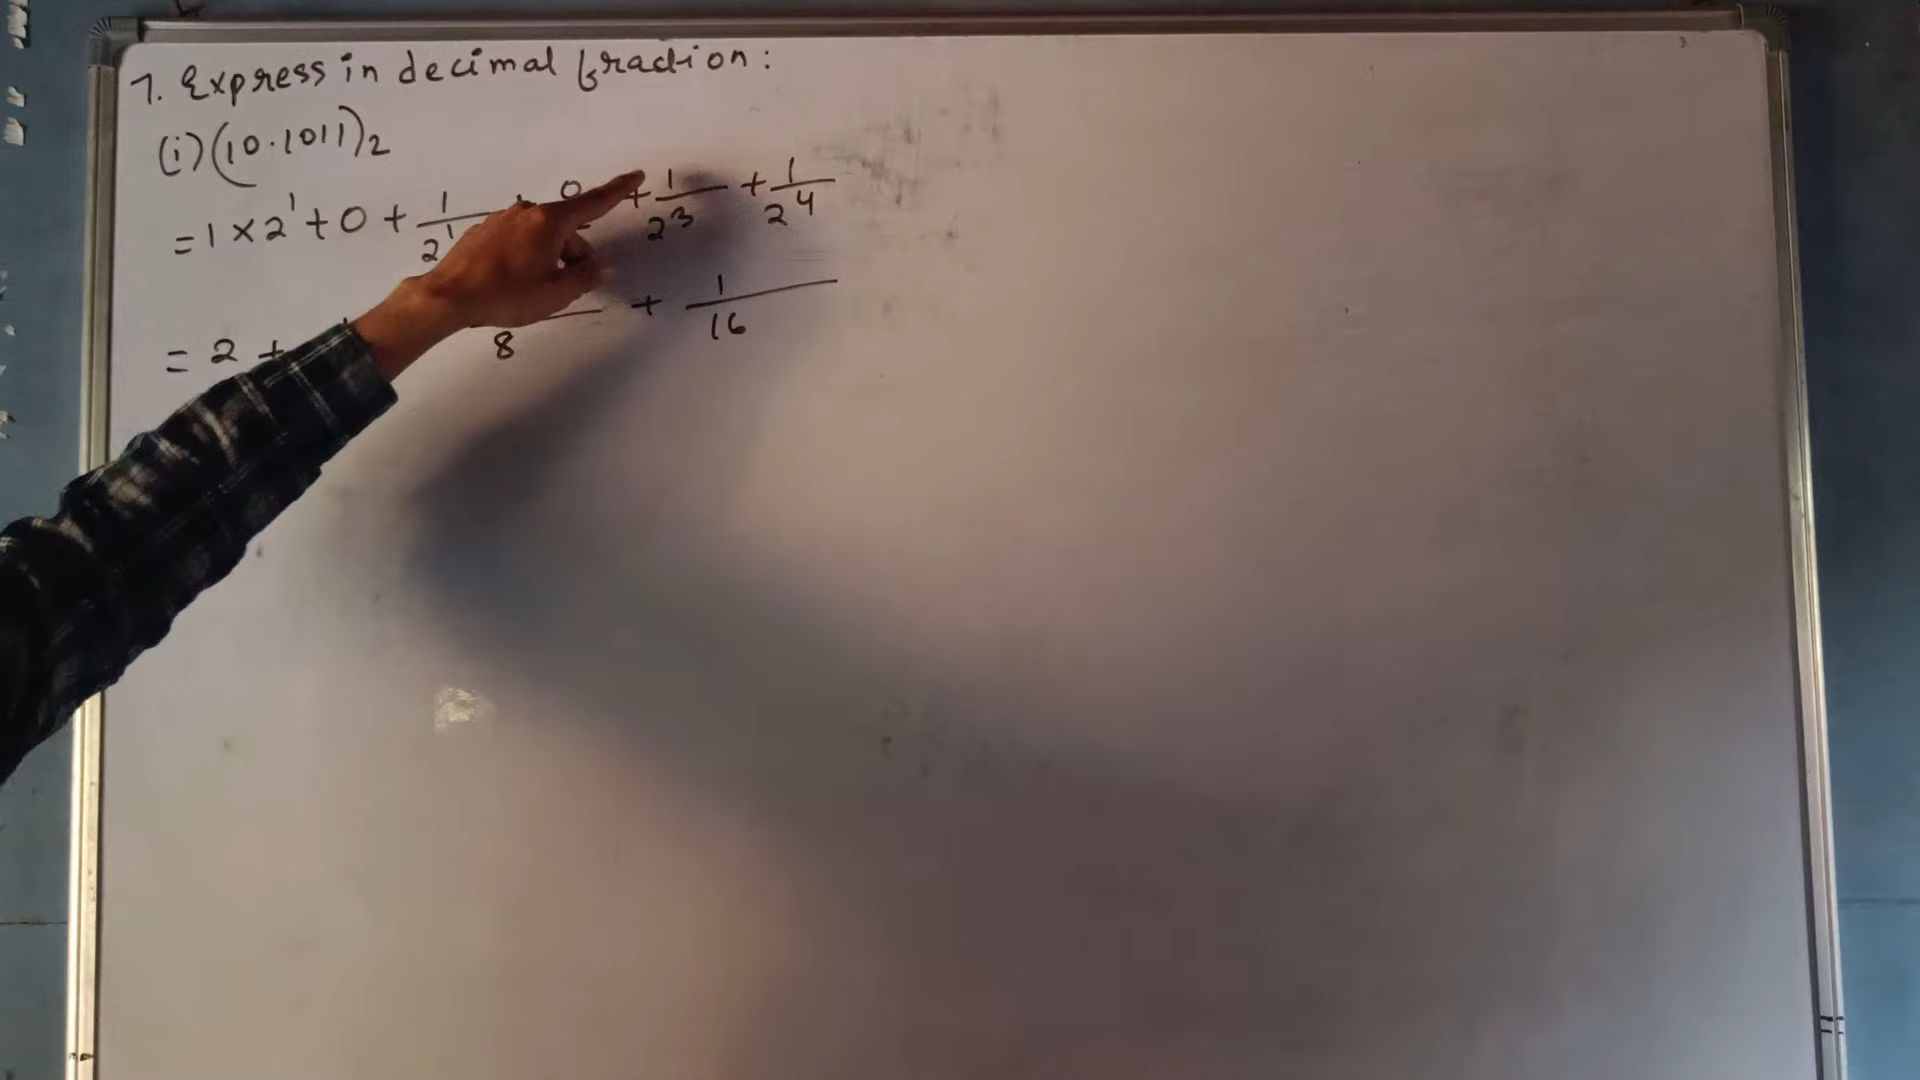 7. Express in decimal fraction:
(i) (10.1011)₂
= 1 × 2¹ + 0 + 1/2¹ + 0 + 1/2³ + 1/2⁴
= 2 + 8 + 1/16